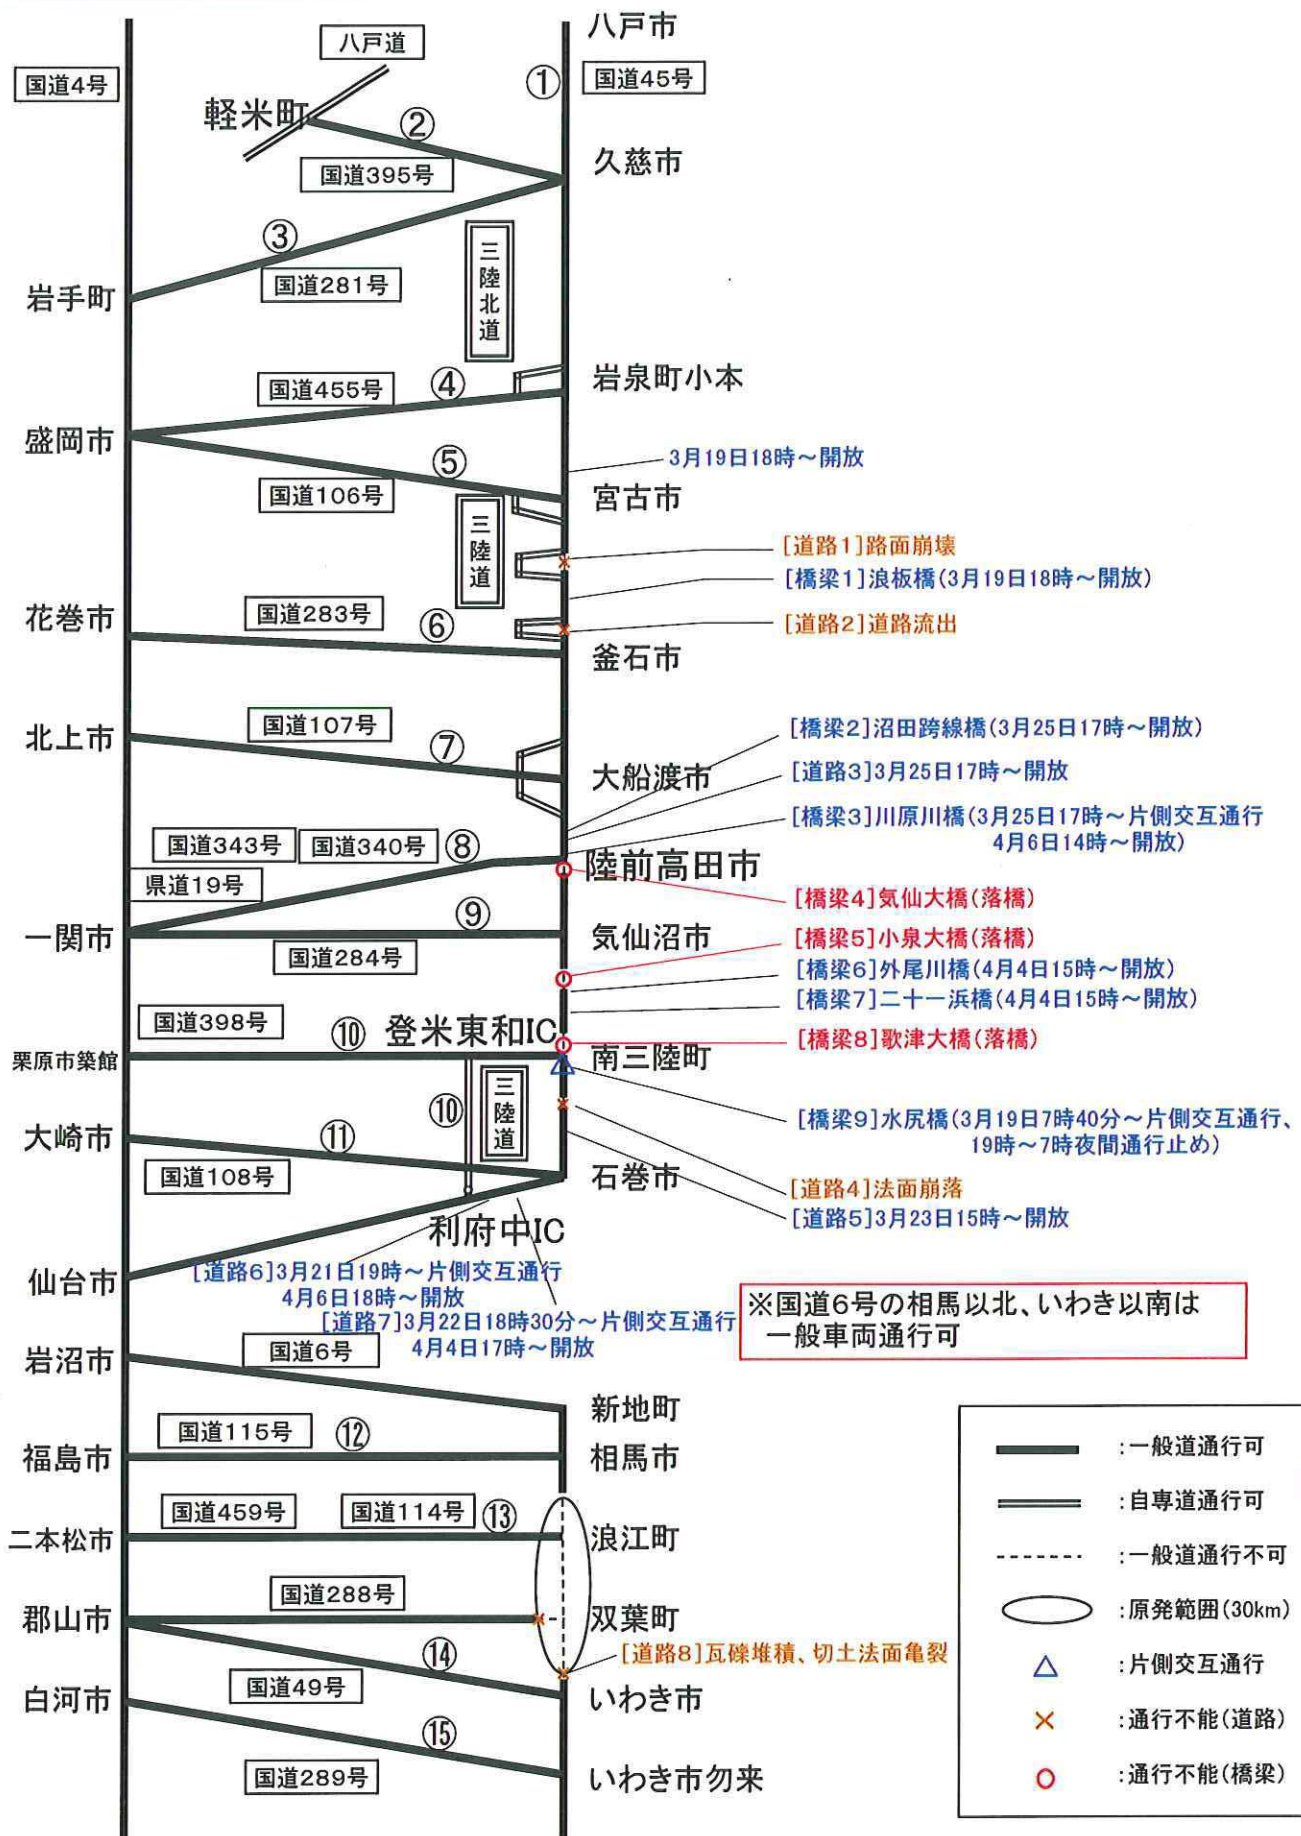 八戸市
八戸道
国道4号
①
国道45号
軽米町
②
久慈市
国道395号
③
三陸北道
国道281号
岩手町
岩泉町小本
④
国道455号
盛岡市
3月19日18時～開放
⑤
国道106号
宮古市
三陸道
[道路1]路面崩壊
[橋梁1]浪板橋(3月19日18時～開放)
国道283号
花巻市
⑥
[道路2]道路流出
釜石市
国道107号
[橋梁2]沼田跨線橋(3月25日17時～開放)
北上市
⑦
[道路3]3月25日17時～開放
大船渡市
[橋梁3]川原川橋(3月25日17時～片側交互通行
4月6日14時～開放)
国道343号
国道340号
⑧
陸前高田市
県道19号
[橋梁4]気仙大橋(落橋)
⑨
一関市
気仙沼市
[橋梁5]小泉大橋(落橋)
国道284号
[橋梁6]外尾川橋(4月4日15時～開放)
[橋梁7]二十一浜橋(4月4日15時～開放)
国道398号
⑩
登米東和IC
[橋梁8]歌津大橋(落橋)
栗原市築館
南三陸町
三陸道
⑩
[橋梁9]水尻橋(3月19日7時40分～片側交互通行、
19時～7時夜間通行止め)
大崎市
⑪
国道108号
石巻市
[道路4]法面崩落
[道路5]3月23日15時～開放
利府中IC
仙台市
[道路6]3月21日19時～片側交互通行
4月6日18時～開放
[道路7]3月22日18時30分～片側交互通行
4月4日17時～開放
※国道6号の相馬以北、いわき以南は
一般車両通行可
岩沼市
国道6号
新地町
国道115号
⑫
福島市
相馬市
国道459号
国道114号
⑬
二本松市
浪江町
国道288号
郡山市
双葉町
⑭
[道路8]瓦礫堆積、切土法面亀裂
国道49号
白河市
いわき市
⑮
国道289号
いわき市勿来
:一般道通行可
:自専道通行可
:一般道通行不可
:原発範囲(30km)
:片側交互通行
:通行不能(道路)
:通行不能(橋梁)